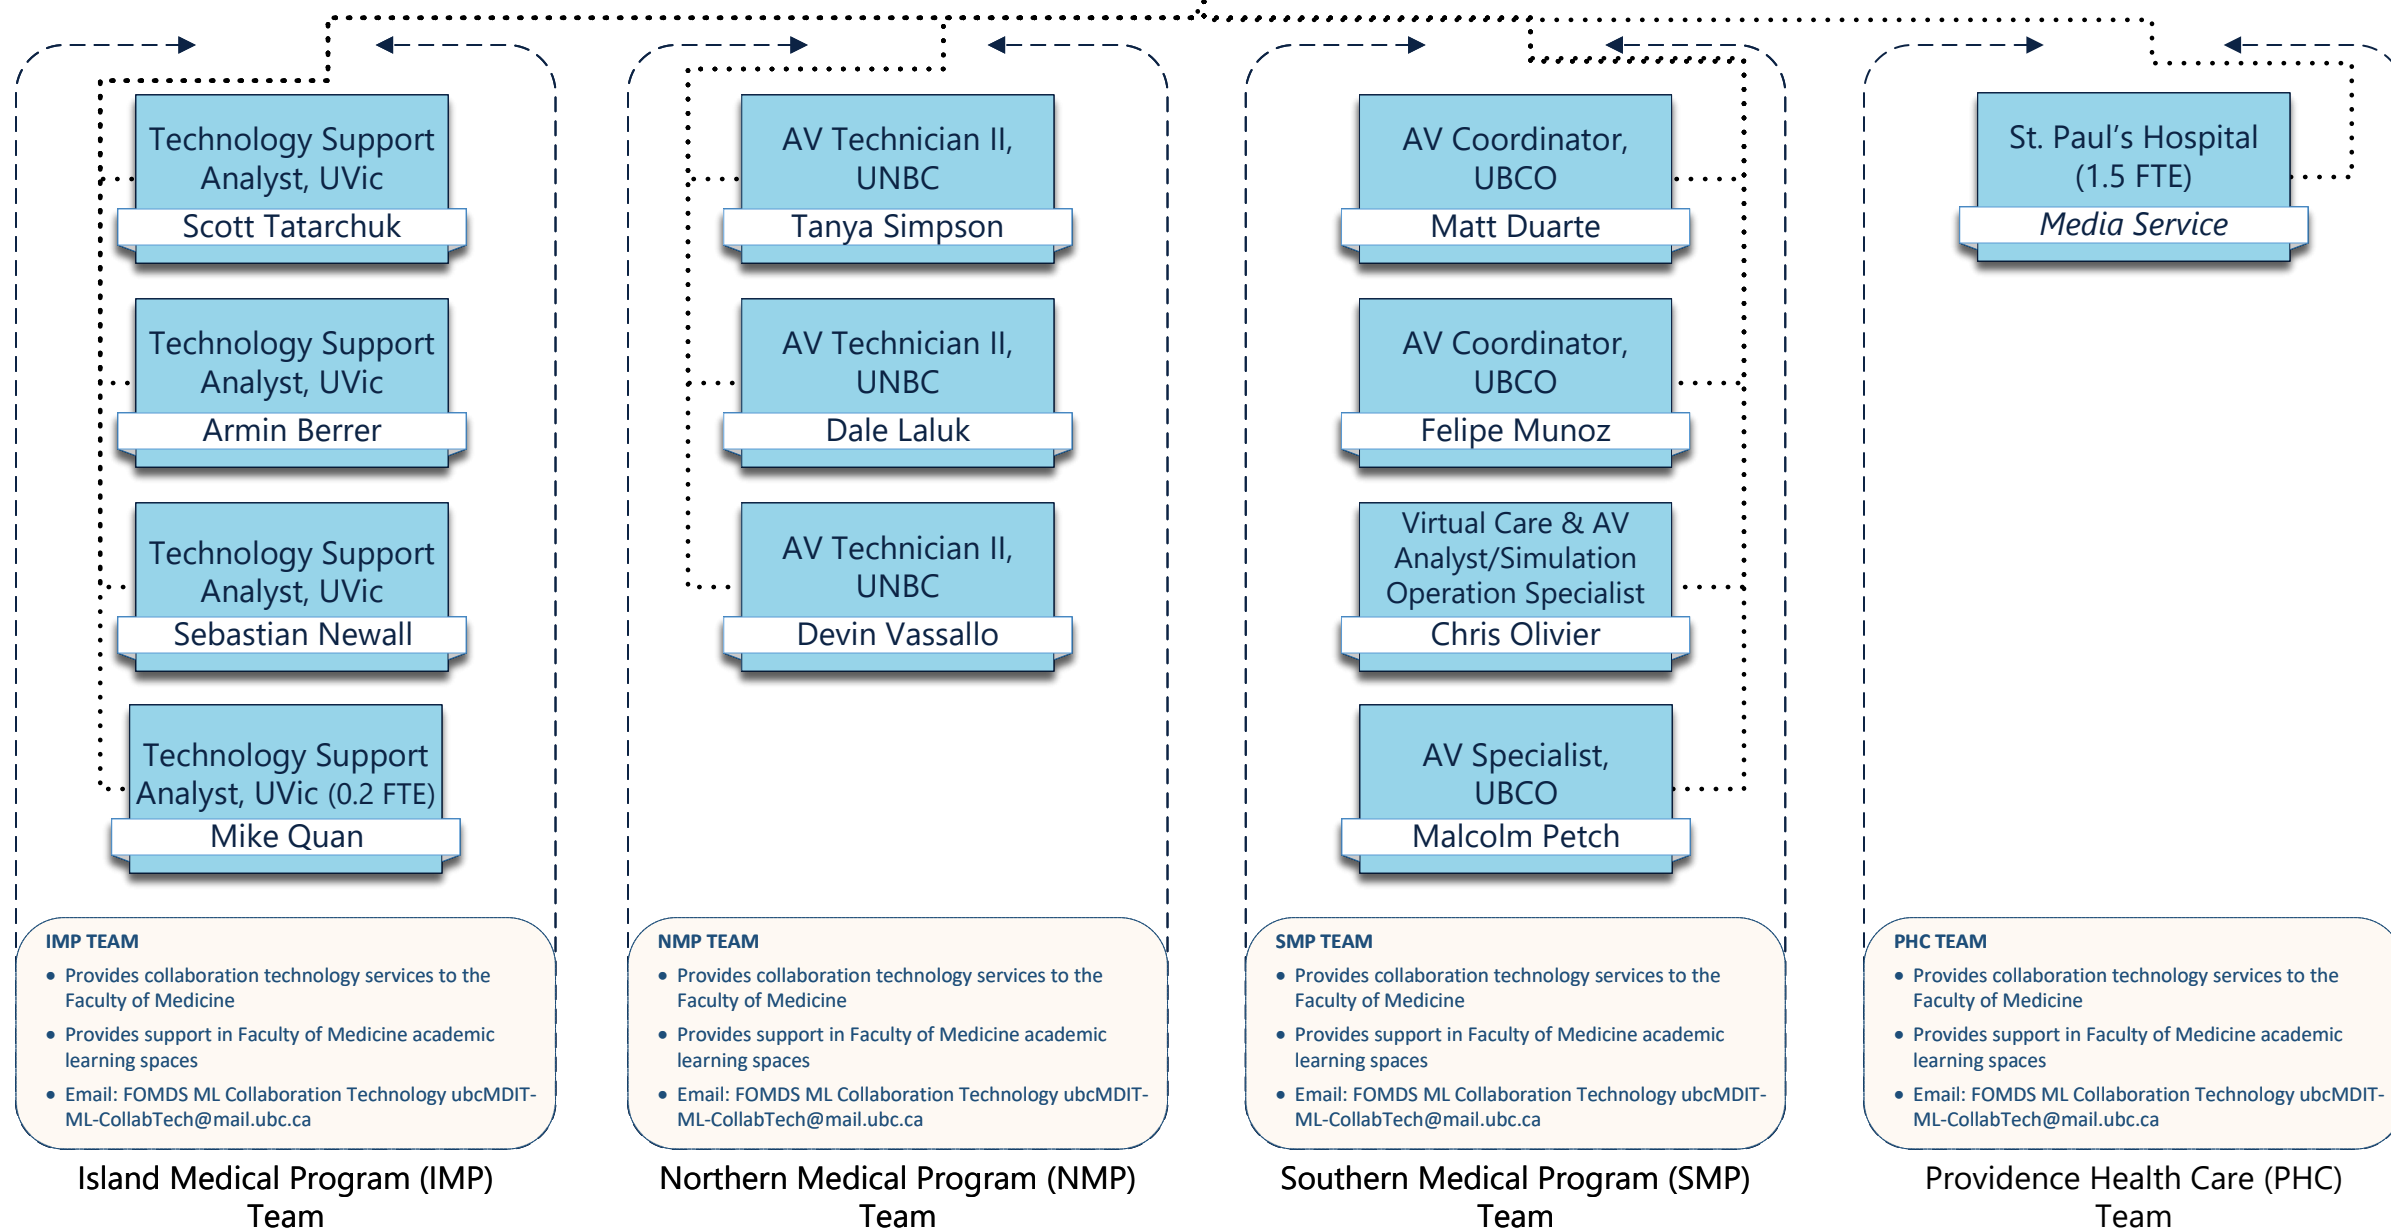 Technology Support
Analyst, UVic
Scott Tatarchuk
Technology Support
Analyst, UVic
Armin Berrer
Technology Support
Analyst, UVic
Sebastian Newall
Technology Support
Analyst, UVic (0.2 FTE)
Mike Quan
IMP TEAM
• Provides collaboration technology services to the
Faculty of Medicine
• Provides support in Faculty of Medicine academic
learning spaces
• Email: FOMDS ML Collaboration Technology ubcMDIT-
ML-CollabTech@mail.ubc.ca
Island Medical Program (IMP)
Team
AV Technician II,
UNBC
Tanya Simpson
AV Technician II,
UNBC
Dale Laluk
AV Technician II,
UNBC
Devin Vassallo
NMP TEAM
• Provides collaboration technology services to the
Faculty of Medicine
• Provides support in Faculty of Medicine academic
learning spaces
• Email: FOMDS ML Collaboration Technology ubcMDIT-
ML-CollabTech@mail.ubc.ca
Northern Medical Program (NMP)
Team
AV Coordinator,
UBCO
Matt Duarte
AV Coordinator,
UBCO
Felipe Munoz
Virtual Care & AV
Analyst/Simulation
Operation Specialist
Chris Olivier
AV Specialist,
UBCO
Malcolm Petch
SMP TEAM
• Provides collaboration technology services to the
Faculty of Medicine
• Provides support in Faculty of Medicine academic
learning spaces
• Email: FOMDS ML Collaboration Technology ubcMDIT-
ML-CollabTech@mail.ubc.ca
Southern Medical Program (SMP)
Team
St. Paul’s Hospital
(1.5 FTE)
Media Service
PHC TEAM
• Provides collaboration technology services to the
Faculty of Medicine
• Provides support in Faculty of Medicine academic
learning spaces
• Email: FOMDS ML Collaboration Technology ubcMDIT-
ML-CollabTech@mail.ubc.ca
Providence Health Care (PHC)
Team